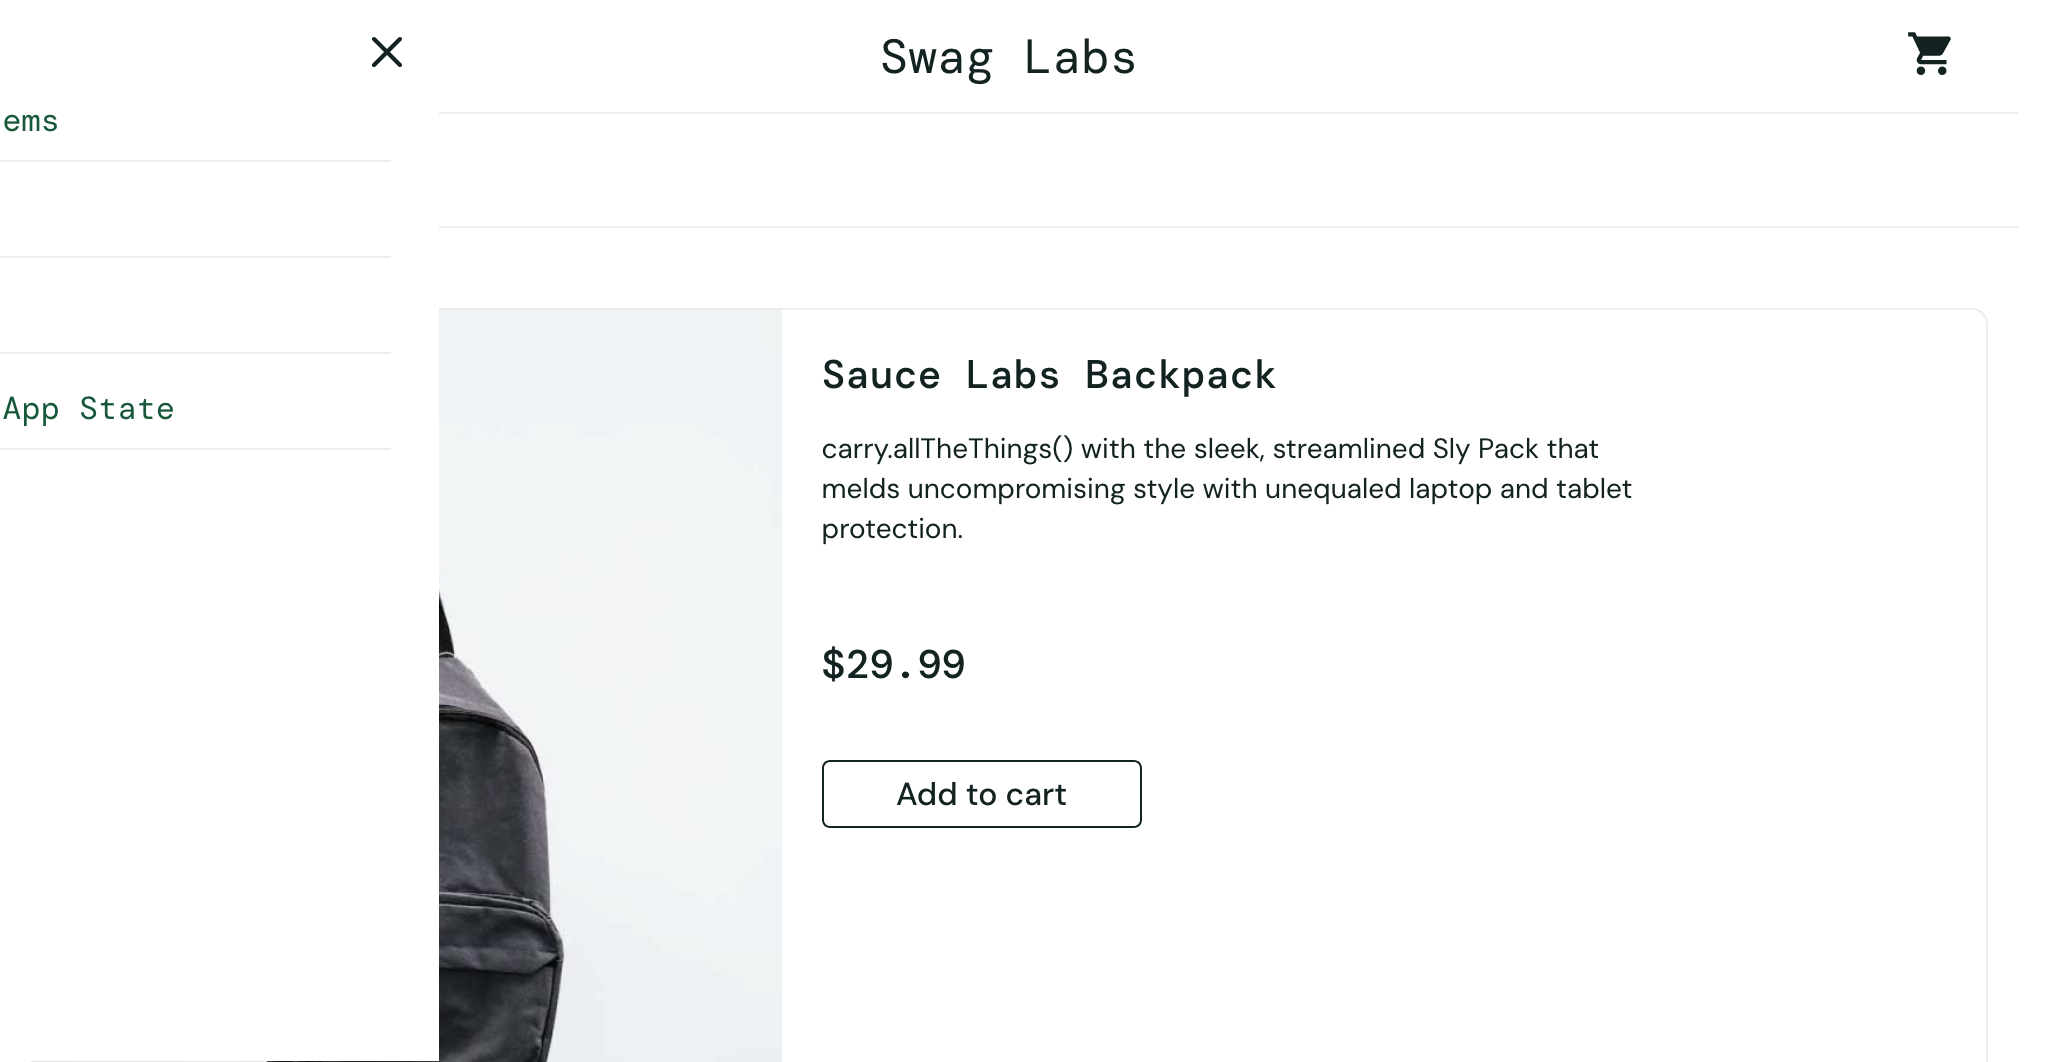 Swag Labs
ems
App State
Sauce Labs Backpack
carry.allTheThings() with the sleek, streamlined Sly Pack that
melds uncompromising style with unequaled laptop and tablet
protection.
$29.99
Add to cart